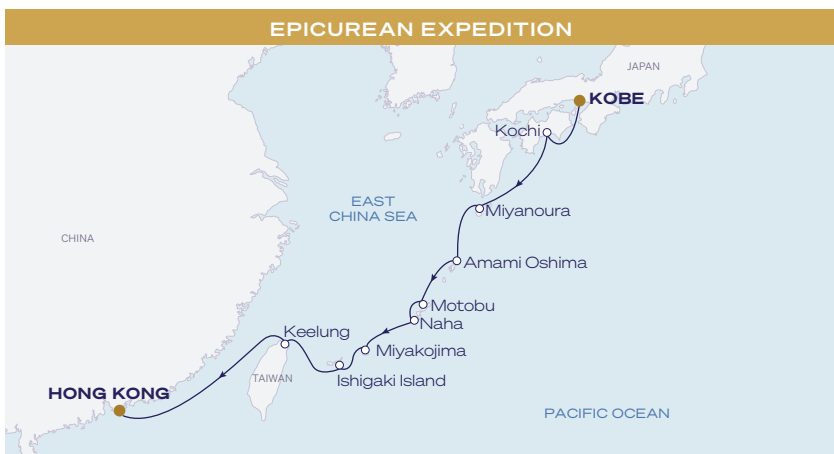 EPICUREAN EXPEDITION
JAPAN
KOBE
Kochi
EAST
CHINA SEA
Miyanoura
CHINA
Amami Oshima
Motobu
Naha
Keelung
Miyakojima
TAIWAN
Ishigaki Island
HONG KONG
PACIFIC OCEAN